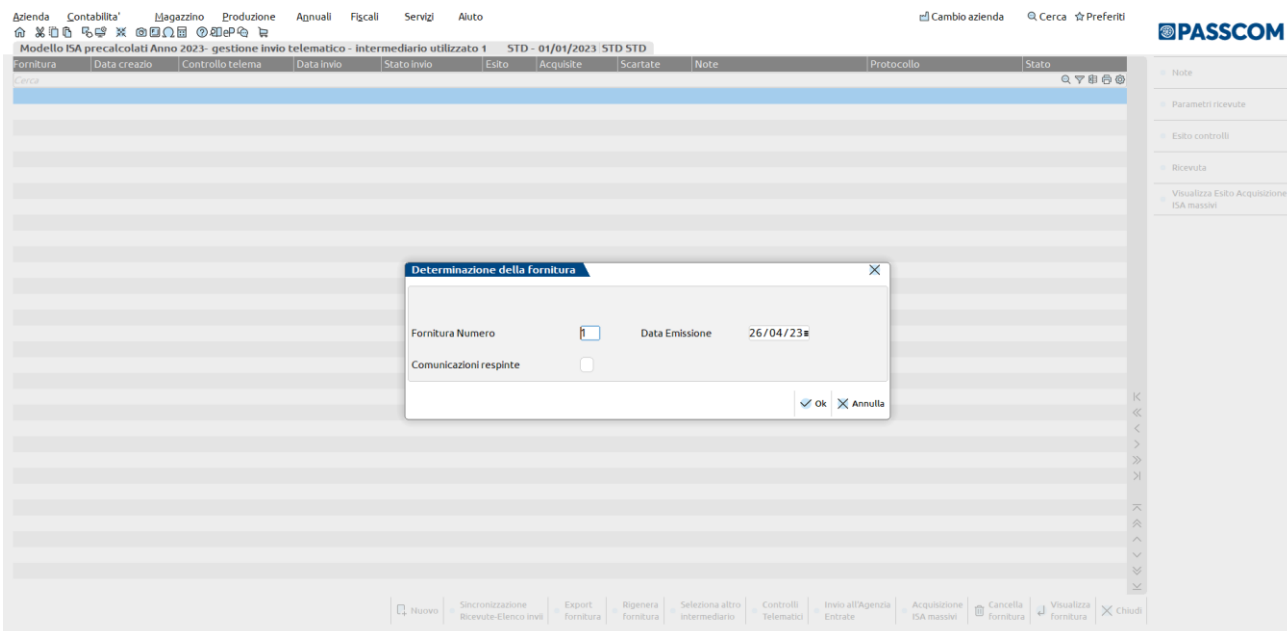 Azienda Contabilita' Magazzino Produzione Annuali Fiscali Servizi Aiuto Cambio azienda Cerca Preferiti
PASSCOM
Modello ISA precalcolati Anno 2023- gestione invio telematico - intermediario utilizzato 1 STD - 01/01/2023 STD STD
Fornitura Data creazio Controllo telema Data invio Stato invio Esito Acquisite Scartate Note Protocollo Stato
Cerca
Note
Parametri ricevute
Esito controlli
Ricevuta
Visualizza Esito Acquisizione
ISA massivi
Determinazione della fornitura
Fornitura Numero 1 Data Emissione 26/04/23
Comunicazioni respinte
Ok Annulla
Nuovo
Sincronizzazione
Ricevute-Elenco invii
Export
fornitura
Rigenera
fornitura
Seleziona altro
intermediario
Controlli
Telematici
Invio all'Agenzia
Entrate
Acquisizione
ISA massivi
Cancella
fornitura
Visualizza
fornitura
Chiudi